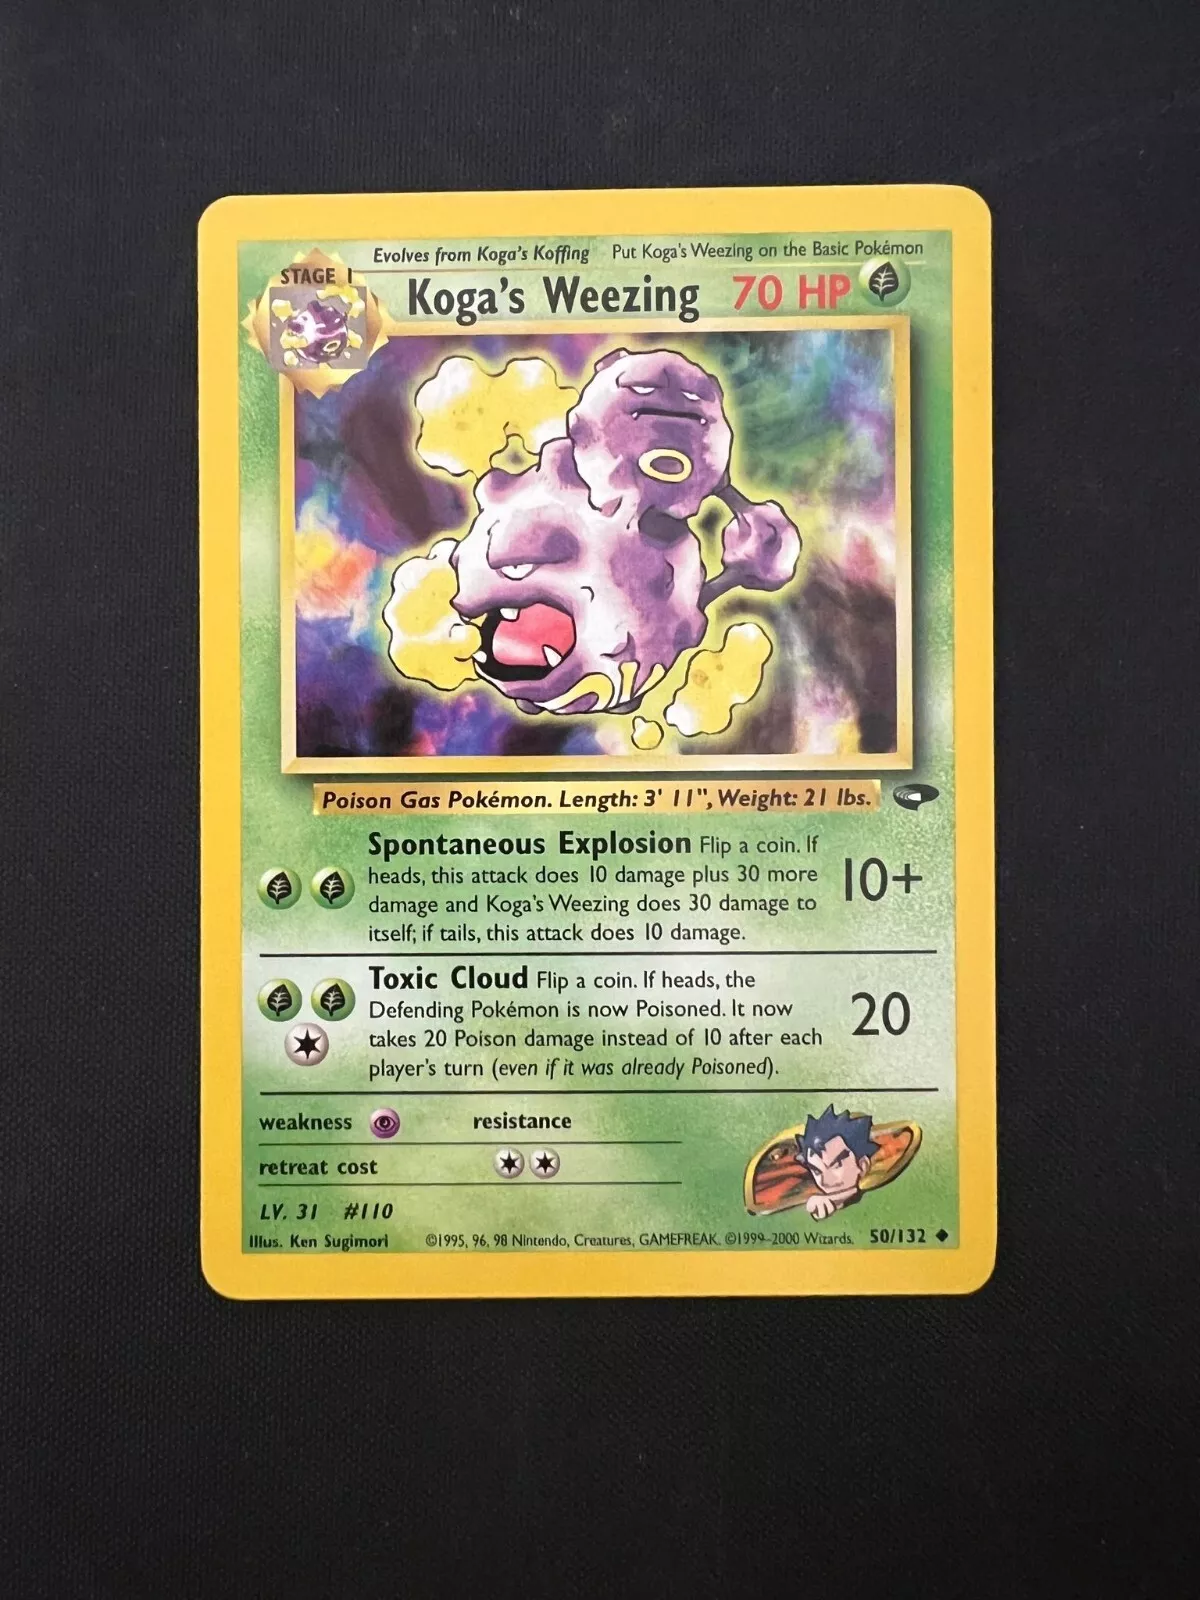 Evolves from Koga's Koffing Put Koga's Weezing on the Basic Pokémon
STAGE 1
Koga's Weezing 70 HP
Poison Gas Pokémon. Length: 3' 11", Weight: 21 lbs.
Spontaneous Explosion Flip a coin. If
heads, this attack does 10 damage plus 30 more
damage and Koga's Weezing does 30 damage to
itself; if tails, this attack does 10 damage.
10+
Toxic Cloud Flip a coin. If heads, the
Defending Pokémon is now Poisoned. It now
takes 20 Poison damage instead of 10 after each
player's turn (even if it was already Poisoned).
20
weakness resistance
retreat cost
LV. 31 #110
Illus. Ken Sugimori ©1995, 96, 98 Nintendo, Creatures, GAMEFREAK. ©1999-2000 Wizards. 50/132